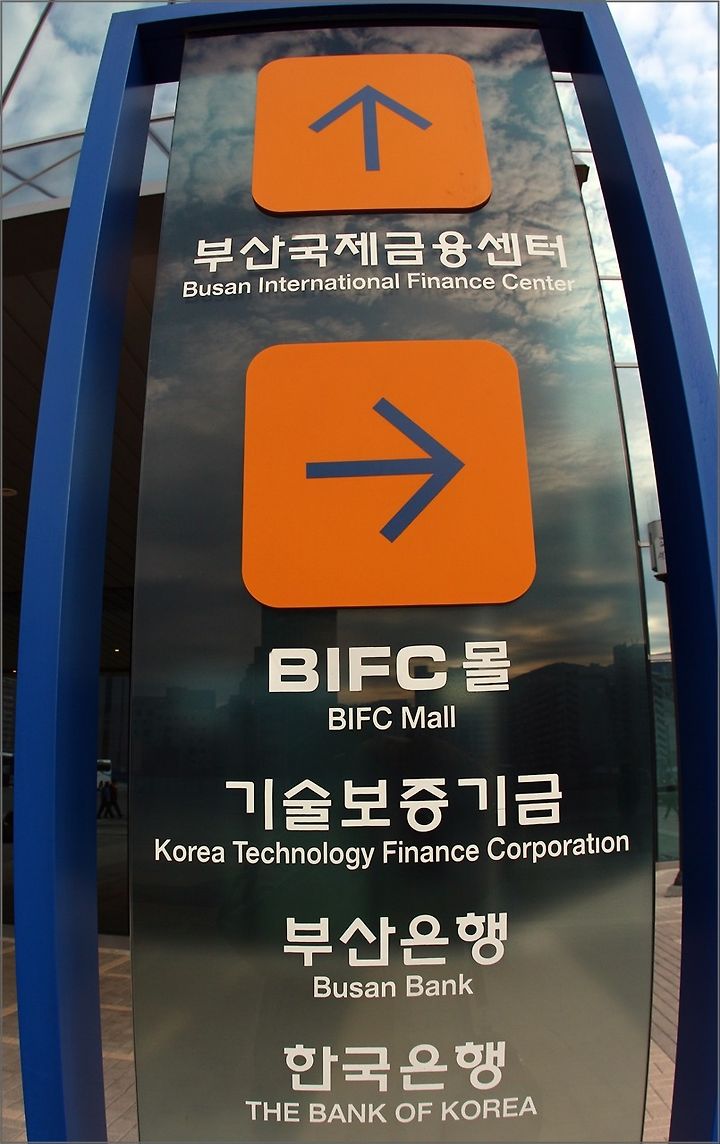 부산국제금융센터
Busan International Finance Center
BIFC 몰
BIFC Mall
기술보증기금
Korea Technology Finance Corporation
부산은행
Busan Bank
한국은행
THE BANK OF KOREA